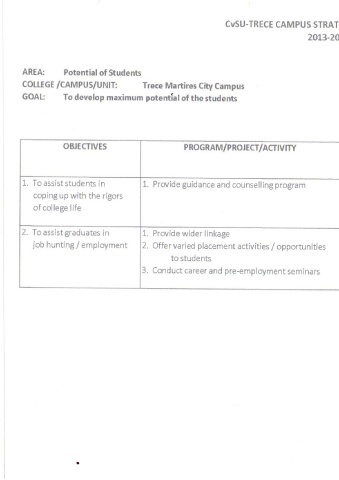 CvSU-TRECE CAMPUS STRAT
2013-20
AREA: Potential of Students
COLLEGE /CAMPUS/UNIT: Trece Martires City Campus
GOAL: To develop maximum potential of the students
OBJECTIVES
PROGRAM/PROJECT/ACTIVITY
1. To assist students in
coping up with the rigors
of college life
1. Provide guidance and counselling program
2. To assist graduates in
job hunting / employment
1. Provide wider linkage
2. Offer varied placement activities / opportunities
to students
3. Conduct career and pre-employment seminars